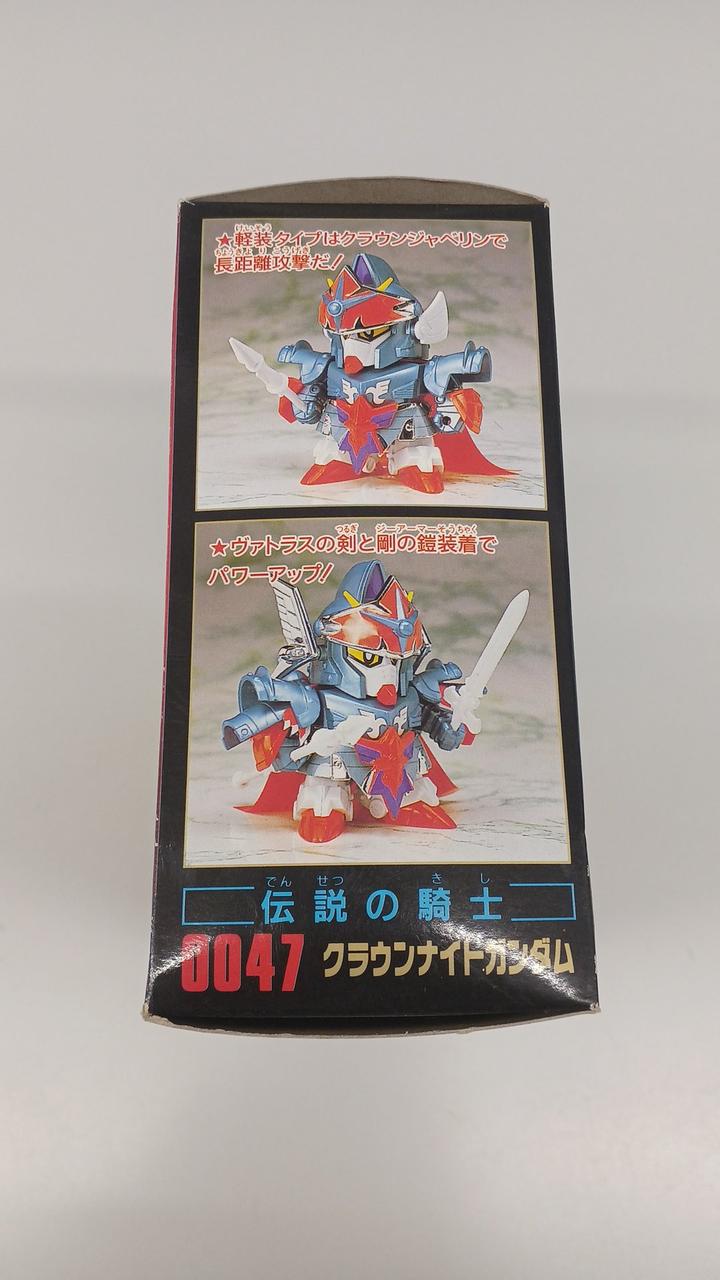 ★軽装タイプはクラウンジャベリンで
長距離攻撃だ!
★ヴァトラスの剣と剛の鎧装着で
パワーアップ!
伝説の騎士
0047 クラウンナイトガンダム